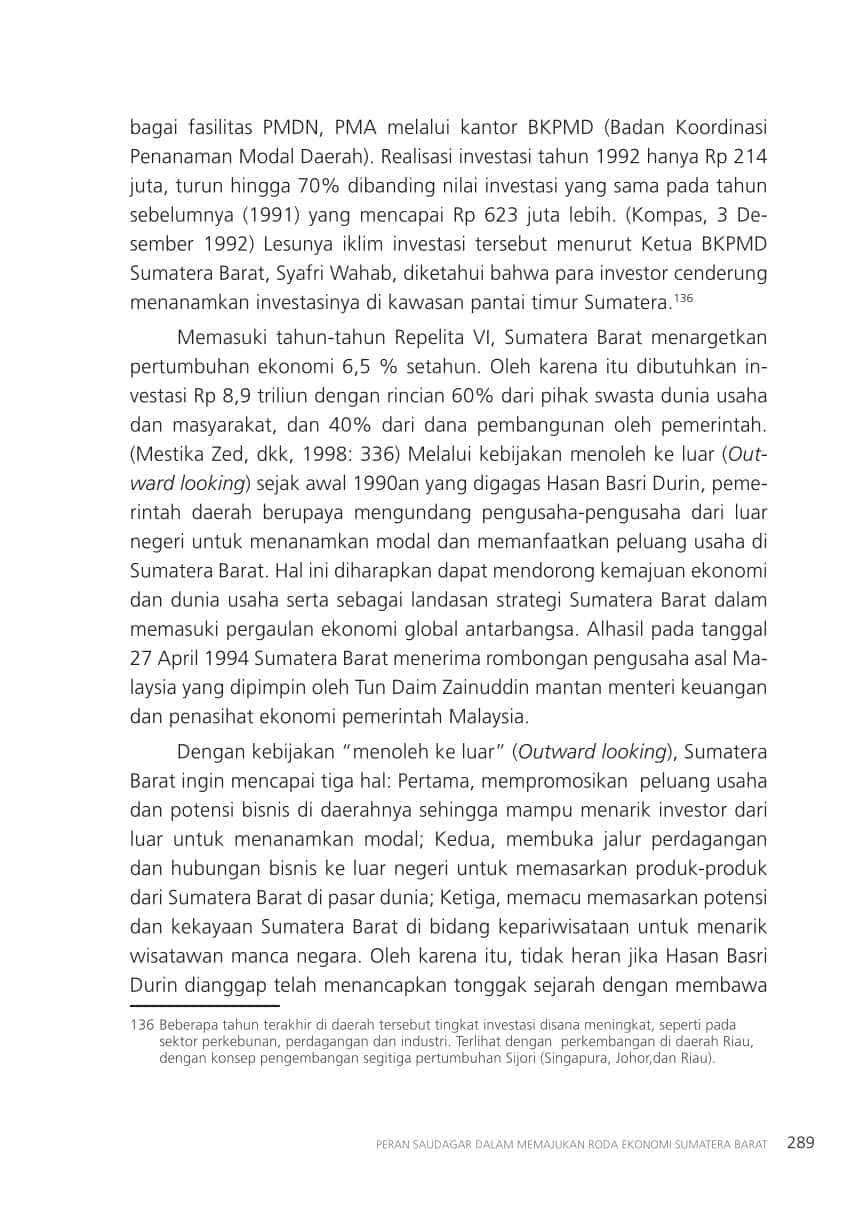 bagai fasilitas PMDN, PMA melalui kantor BKPMD (Badan Koordinasi
Penanaman Modal Daerah). Realisasi investasi tahun 1992 hanya Rp 214
juta, turun hingga 70% dibanding nilai investasi yang sama pada tahun
sebelumnya (1991) yang mencapai Rp 623 juta lebih. (Kompas, 3 De-
sember 1992) Lesunya iklim investasi tersebut menurut Ketua BKPMD
Sumatera Barat, Syafri Wahab, diketahui bahwa para investor cenderung
menanamkan investasinya di kawasan pantai timur Sumatera.136
Memasuki tahun-tahun Repelita VI, Sumatera Barat menargetkan
pertumbuhan ekonomi 6,5 % setahun. Oleh karena itu dibutuhkan in-
vestasi Rp 8,9 triliun dengan rincian 60% dari pihak swasta dunia usaha
dan masyarakat, dan 40% dari dana pembangunan oleh pemerintah.
(Mestika Zed, dkk, 1998: 336) Melalui kebijakan menoleh ke luar (Out-
ward looking) sejak awal 1990an yang digagas Hasan Basri Durin, peme-
rintah daerah berupaya mengundang pengusaha-pengusaha dari luar
negeri untuk menanamkan modal dan memanfaatkan peluang usaha di
Sumatera Barat. Hal ini diharapkan dapat mendorong kemajuan ekonomi
dan dunia usaha serta sebagai landasan strategi Sumatera Barat dalam
memasuki pergaulan ekonomi global antarbangsa. Alhasil pada tanggal
27 April 1994 Sumatera Barat menerima rombongan pengusaha asal Ma-
laysia yang dipimpin oleh Tun Daim Zainuddin mantan menteri keuangan
dan penasihat ekonomi pemerintah Malaysia.
Dengan kebijakan “menoleh ke luar” (Outward looking), Sumatera
Barat ingin mencapai tiga hal: Pertama, mempromosikan peluang usaha
dan potensi bisnis di daerahnya sehingga mampu menarik investor dari
luar untuk menanamkan modal; Kedua, membuka jalur perdagangan
dan hubungan bisnis ke luar negeri untuk memasarkan produk-produk
dari Sumatera Barat di pasar dunia; Ketiga, memacu memasarkan potensi
dan kekayaan Sumatera Barat di bidang kepariwisataan untuk menarik
wisatawan manca negara. Oleh karena itu, tidak heran jika Hasan Basri
Durin dianggap telah menancapkan tonggak sejarah dengan membawa
136 Beberapa tahun terakhir di daerah tersebut tingkat investasi disana meningkat, seperti pada
sektor perkebunan, perdagangan dan industri. Terlihat dengan perkembangan di daerah Riau,
dengan konsep pengembangan segitiga pertumbuhan Sijori (Singapura, Johor,dan Riau).
PERAN SAUDAGAR DALAM MEMAJUKAN RODA EKONOMI SUMATERA BARAT 289